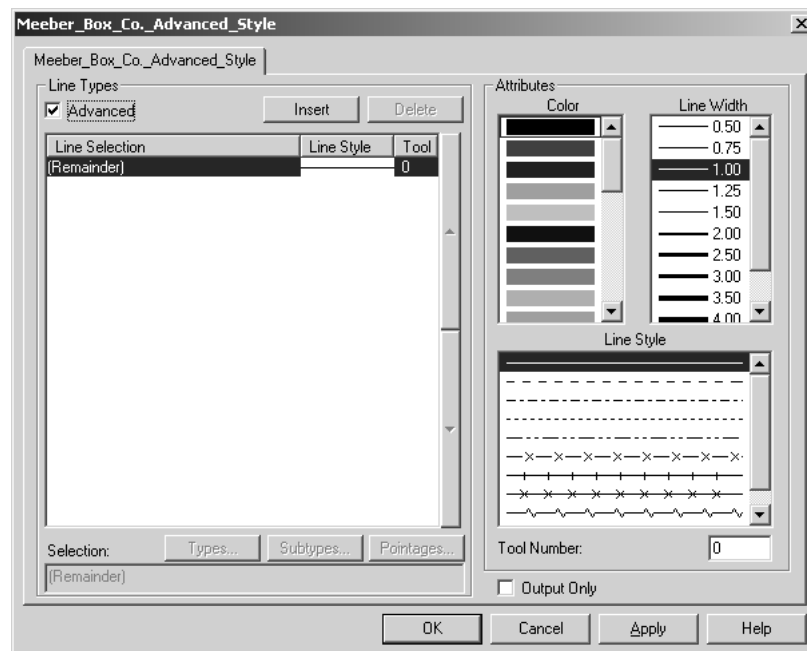 Meeber_Box_Co._Advanced_Style
Meeber_Box_Co._Advanced_Style
Line Types
Advanced
Insert
Delete
Line Selection Line Style Tool
(Remainder) 0
Selection:
Types...
Subtypes...
Pointages...
(Remainder)
Attributes
Color
Line Width
0.50
0.75
1.00
1.25
1.50
2.00
2.50
3.00
3.50
4.00
Line Style
Tool Number: 0
Output Only
OK
Cancel
Apply
Help